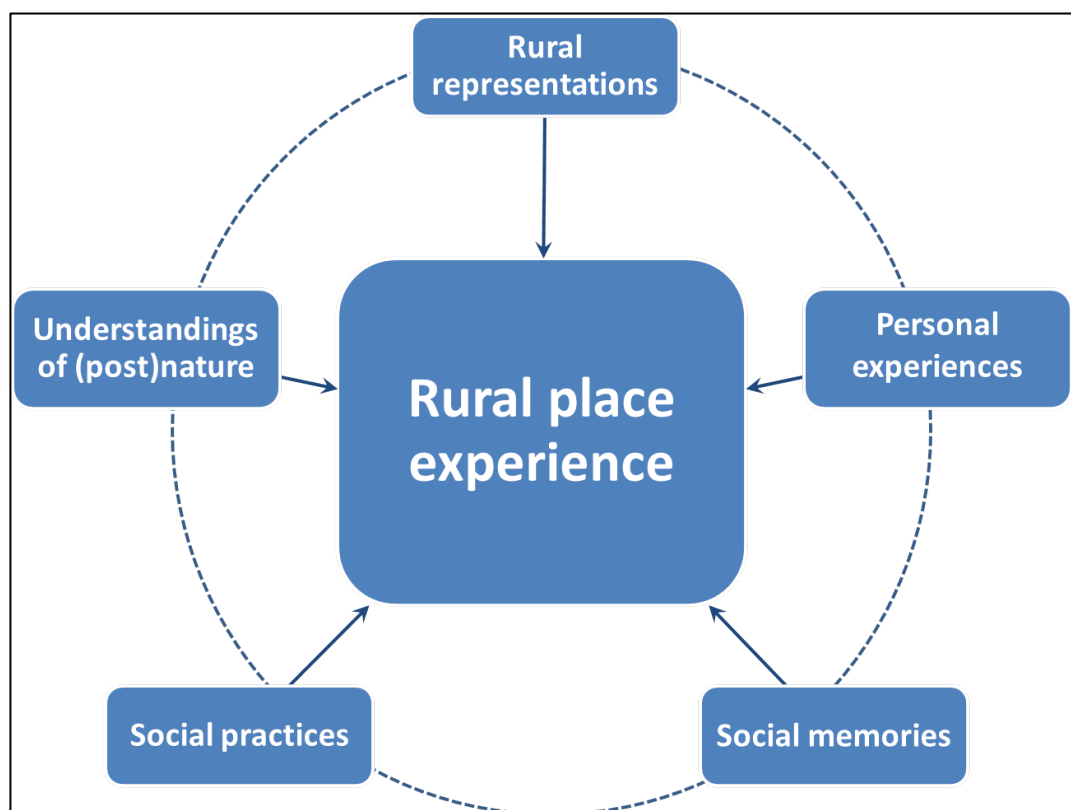 Rural
representations
Understandings
of (post)nature
Personal
experiences
Rural place
experience
Social practices
Social memories